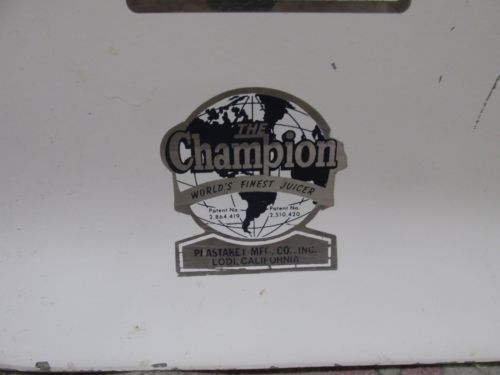 THE
Champion
WORLD'S FINEST JUICER
Patent No. Patent No.
2,864,419 2,510,420
PLASTAKET MFG. CO., INC.
LODI, CALIFORNIA